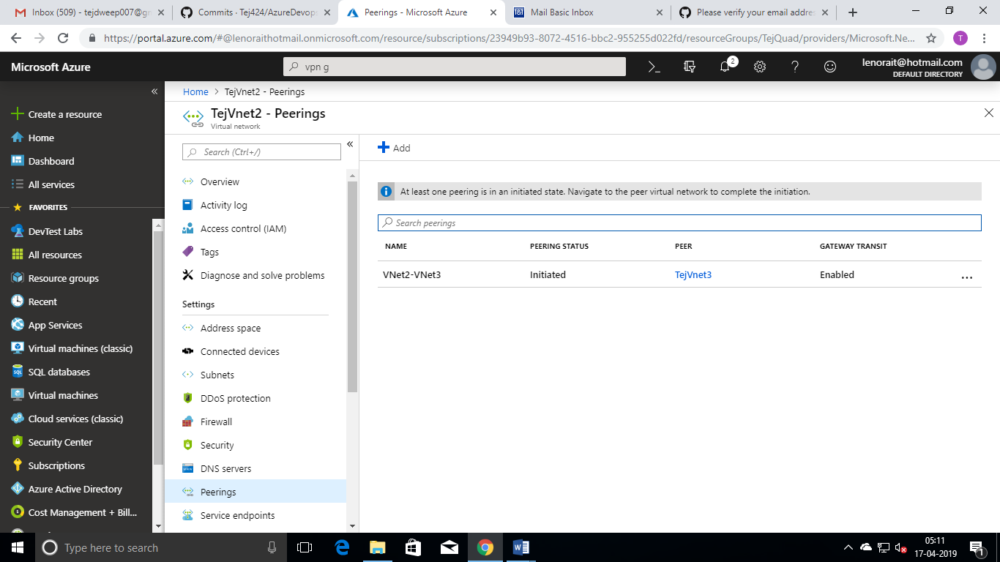 Inbox (509) - tejdweep007@gn
Commits · Tej424/AzureDevop
Peerings - Microsoft Azure
Mail Basic Inbox
Please verify your email addre
https://portal.azure.com/#@lenoraithotmail.onmicrosoft.com/resource/subscriptions/23949b93-8072-4516-bbc2-955255d022fd/resourceGroups/TejQuad/providers/Microsoft.Ne...
T
Microsoft Azure
vpn g
2
lenorait@hotmail.com
DEFAULT DIRECTORY
Create a resource
Home
Dashboard
All services
FAVORITES
DevTest Labs
All resources
Resource groups
Recent
App Services
Virtual machines (classic)
SQL databases
Virtual machines
Cloud services (classic)
Security Center
Subscriptions
Azure Active Directory
Cost Management + Bill...
Home > TejVnet2 - Peerings
TejVnet2 - Peerings
Virtual network
Search (Ctrl+/)
Overview
Activity log
Access control (IAM)
Tags
Diagnose and solve problems
Settings
Address space
Connected devices
Subnets
DDoS protection
Firewall
Security
DNS servers
Peerings
Service endpoints
Add
At least one peering is in an initiated state. Navigate to the peer virtual network to complete the initiation.
Search peerings
NAME PEERING STATUS PEER GATEWAY TRANSIT
VNet2-VNet3 Initiated TejVnet3 Enabled ...
Type here to search
05:11
17-04-2019
1